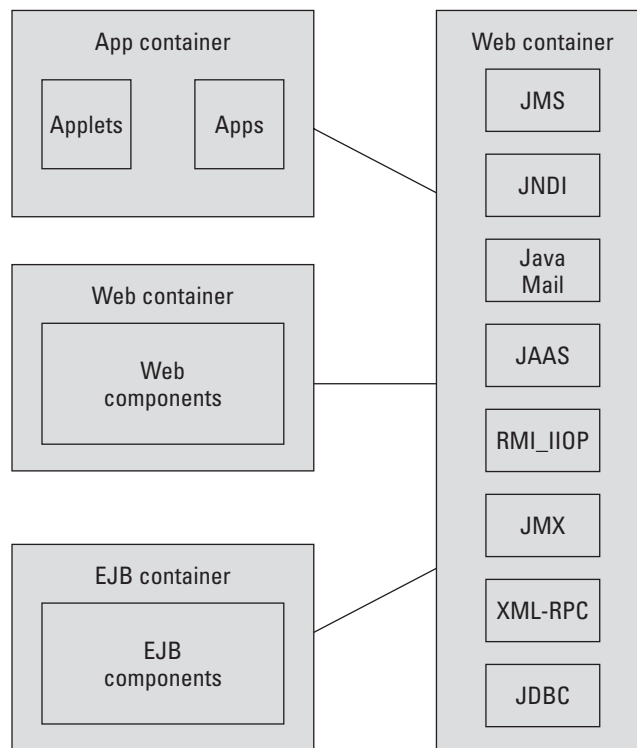 App container
Applets
Apps
Web container
Web
components
EJB container
EJB
components
Web container
JMS
JNDI
Java
Mail
JAAS
RMI_IIOP
JMX
XML-RPC
JDBC